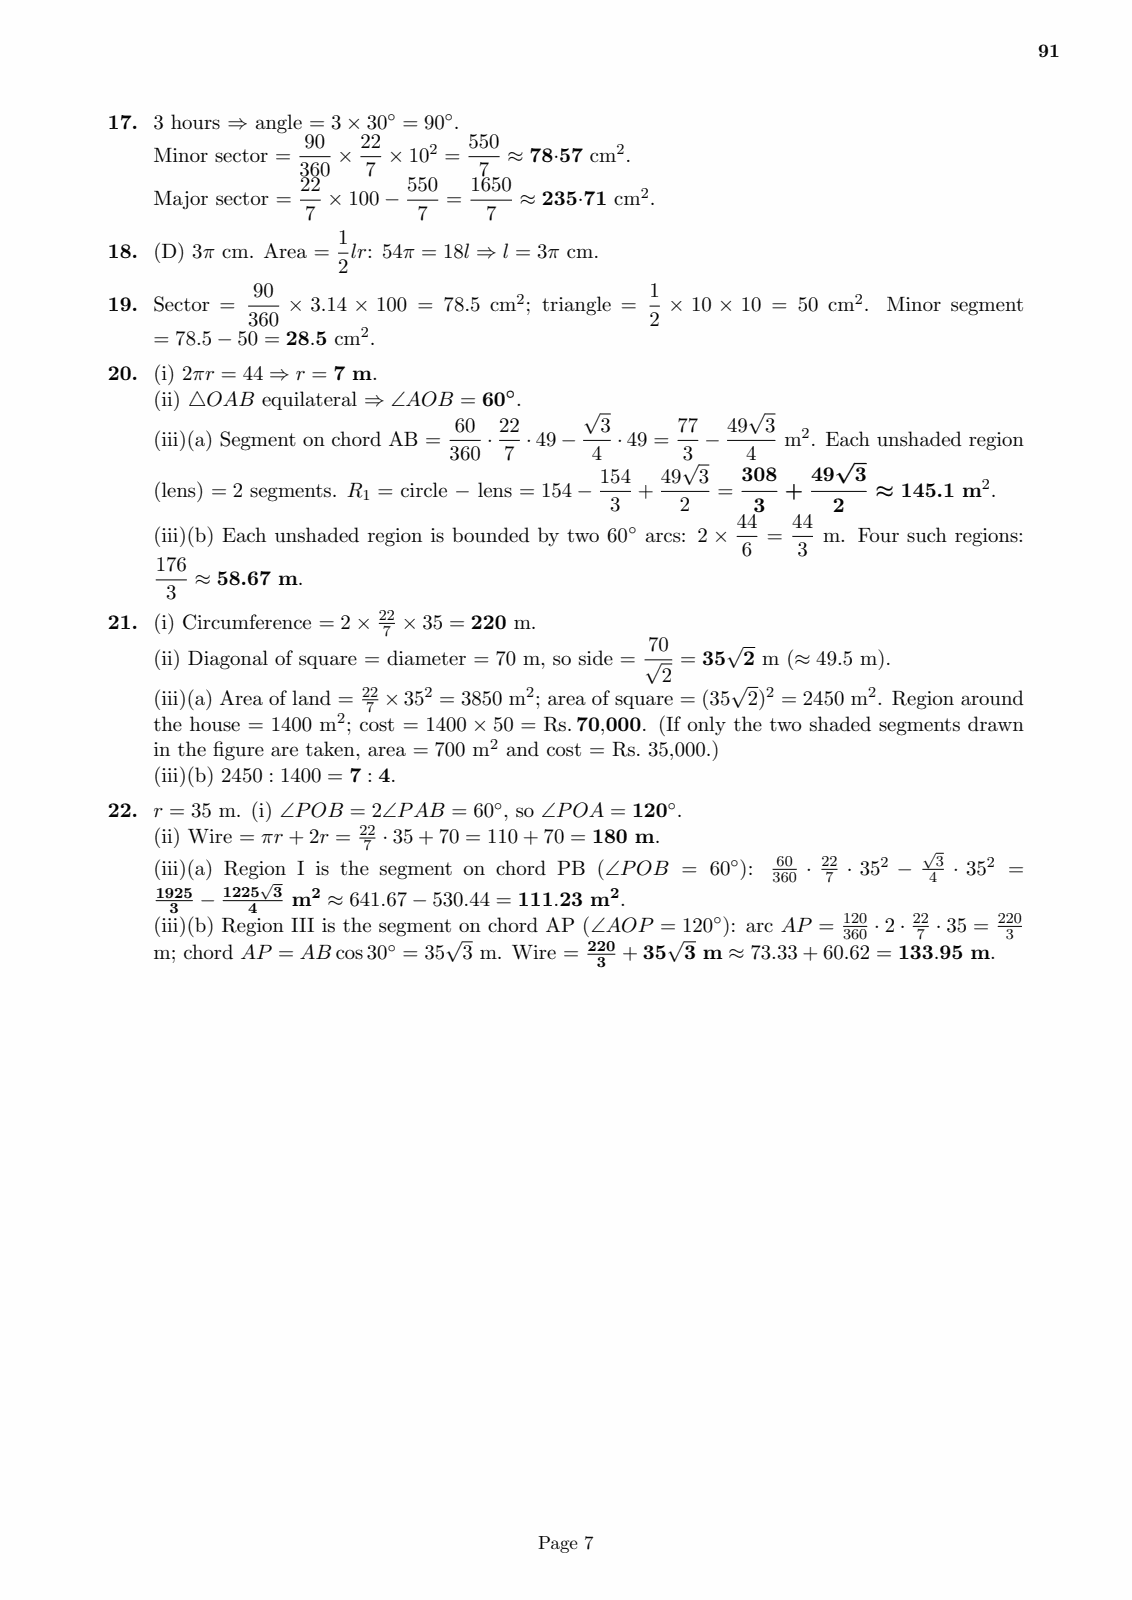 91
17. 3 hours ⇒ angle = 3 × 30° = 90°.
Minor sector = 90/360 × 22/7 × 10² = 550/7 ≈ 78·57 cm².
Major sector = 22/7 × 100 − 550/7 = 1650/7 ≈ 235·71 cm².
18. (D) 3π cm. Area = 1/2 lr: 54π = 18l ⇒ l = 3π cm.
19. Sector = 90/360 × 3.14 × 100 = 78.5 cm²; triangle = 1/2 × 10 × 10 = 50 cm². Minor segment
= 78.5 − 50 = 28.5 cm².
20. (i) 2πr = 44 ⇒ r = 7 m.
(ii) △OAB equilateral ⇒ ∠AOB = 60°.
(iii)(a) Segment on chord AB = 60/360 · 22/7 · 49 − √3/4 · 49 = 77/3 − 49√3/4 m². Each unshaded region
(lens) = 2 segments. R₁ = circle − lens = 154 − 154/3 + 49√3/2 = 308/3 + 49√3/2 ≈ 145.1 m².
(iii)(b) Each unshaded region is bounded by two 60° arcs: 2 × 44/6 = 44/3 m. Four such regions:
176/3 ≈ 58.67 m.
21. (i) Circumference = 2 × 22/7 × 35 = 220 m.
(ii) Diagonal of square = diameter = 70 m, so side = 70/√2 = 35√2 m (≈ 49.5 m).
(iii)(a) Area of land = 22/7 × 35² = 3850 m²; area of square = (35√2)² = 2450 m². Region around
the house = 1400 m²; cost = 1400 × 50 = Rs. 70,000. (If only the two shaded segments drawn
in the figure are taken, area = 700 m² and cost = Rs. 35,000.)
(iii)(b) 2450 : 1400 = 7 : 4.
22. r = 35 m. (i) ∠POB = 2∠PAB = 60°, so ∠POA = 120°.
(ii) Wire = πr + 2r = 22/7 · 35 + 70 = 110 + 70 = 180 m.
(iii)(a) Region I is the segment on chord PB (∠POB = 60°): 60/360 · 22/7 · 35² − √3/4 · 35² =
1925/3 − 1225√3/4 m² ≈ 641.67 − 530.44 = 111.23 m².
(iii)(b) Region III is the segment on chord AP (∠AOP = 120°): arc AP = 120/360 · 2 · 22/7 · 35 = 220/3
m; chord AP = AB cos 30° = 35√3 m. Wire = 220/3 + 35√3 m ≈ 73.33 + 60.62 = 133.95 m.
Page 7